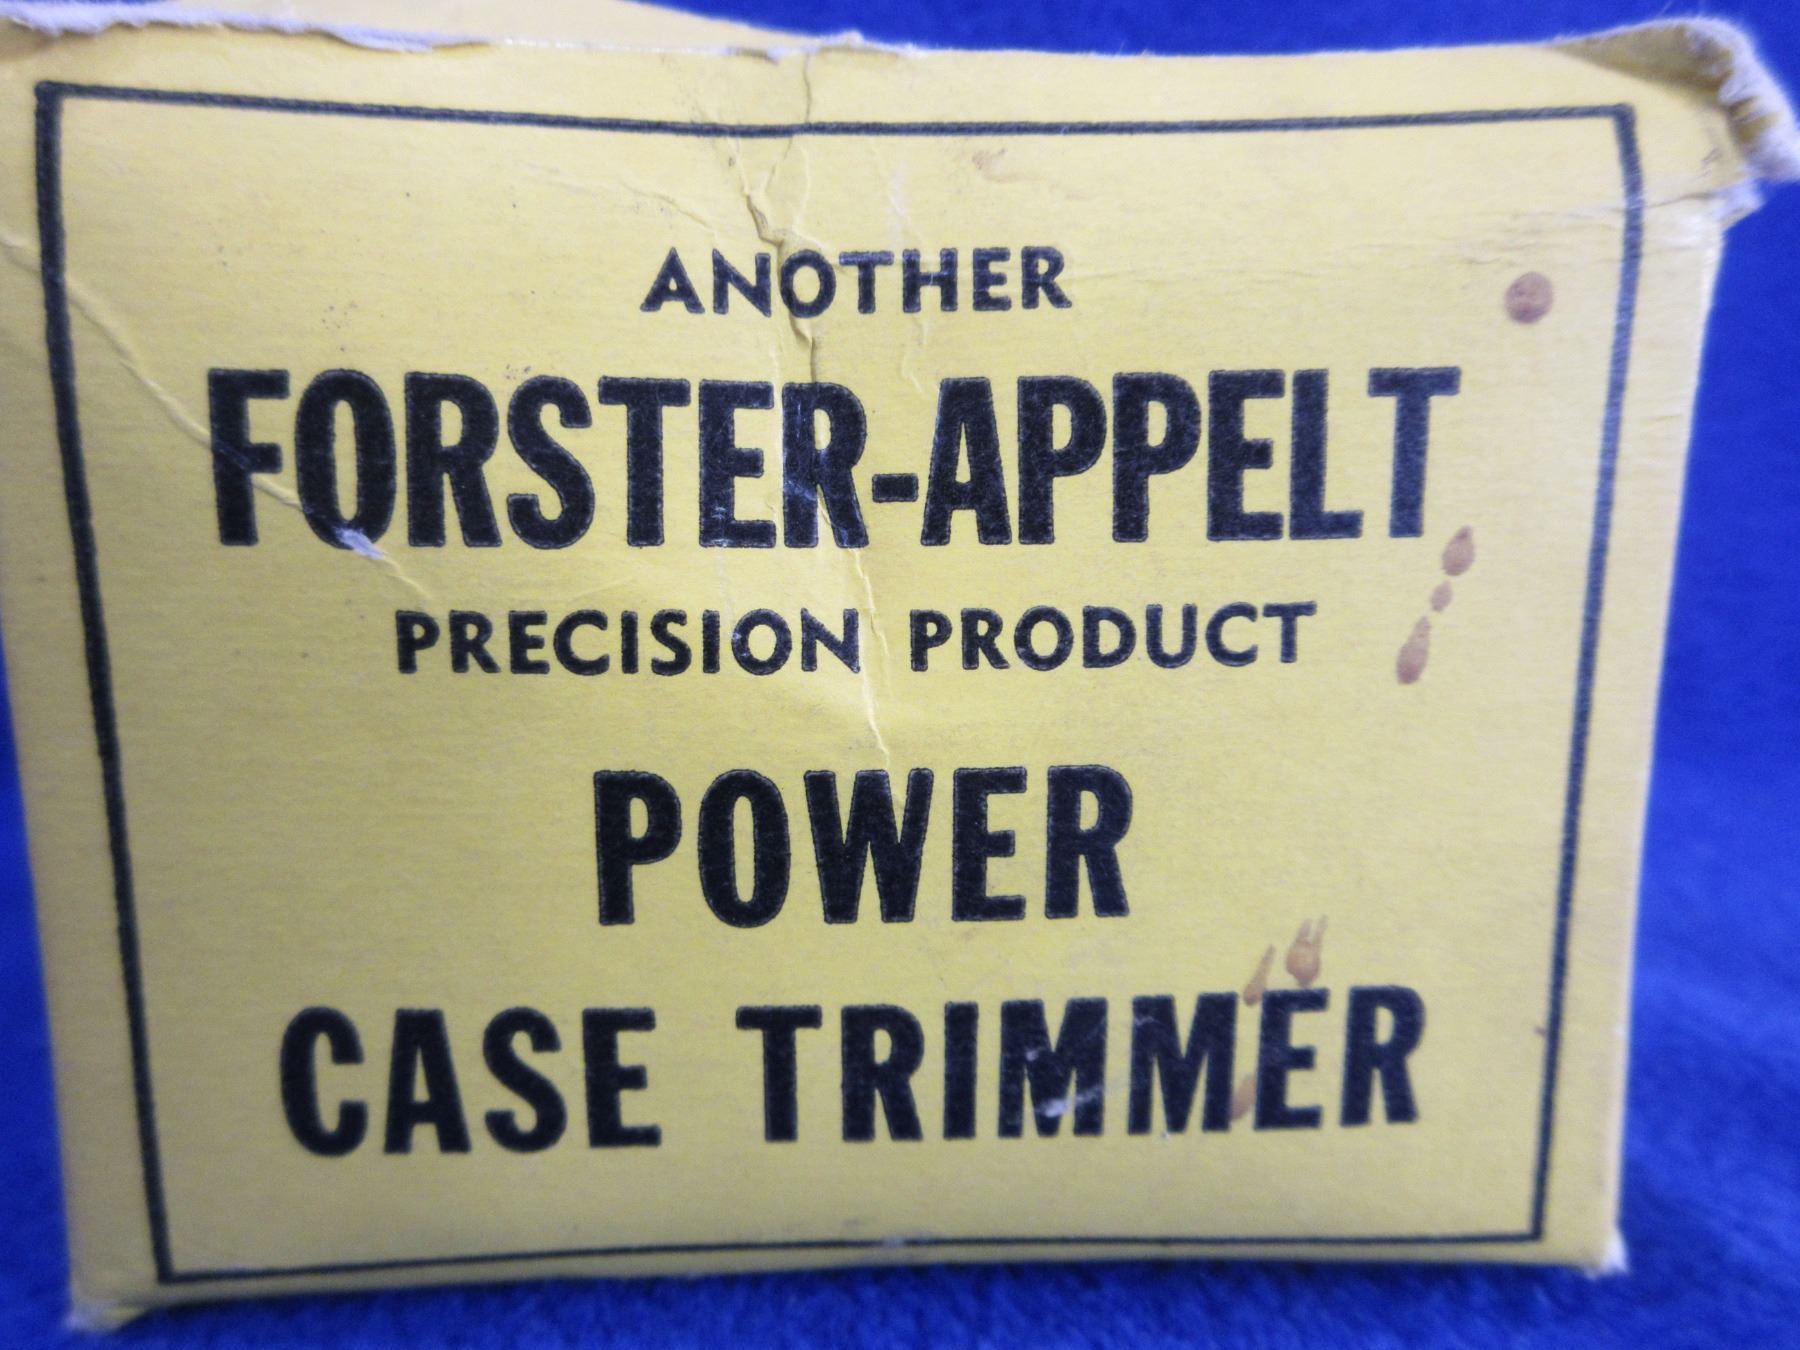 ANOTHER
FORSTER-APPELT
PRECISION PRODUCT
POWER
CASE TRIMMER